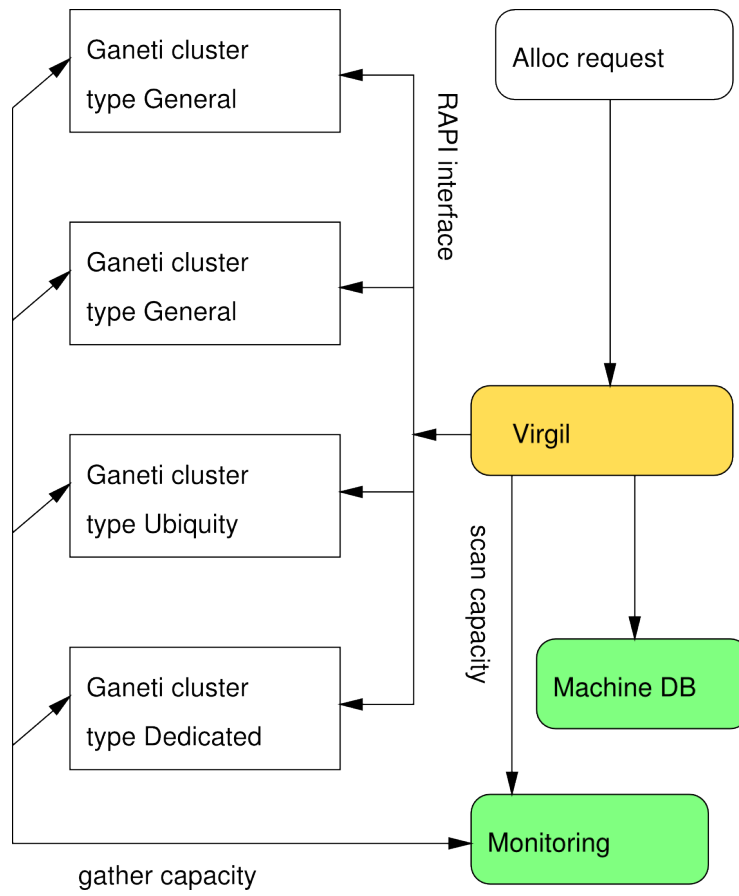 Ganeti cluster
type General
Alloc request
RAPI interface
Ganeti cluster
type General
Virgil
Ganeti cluster
type Ubiquity
scan capacity
Ganeti cluster
type Dedicated
Machine DB
Monitoring
gather capacity